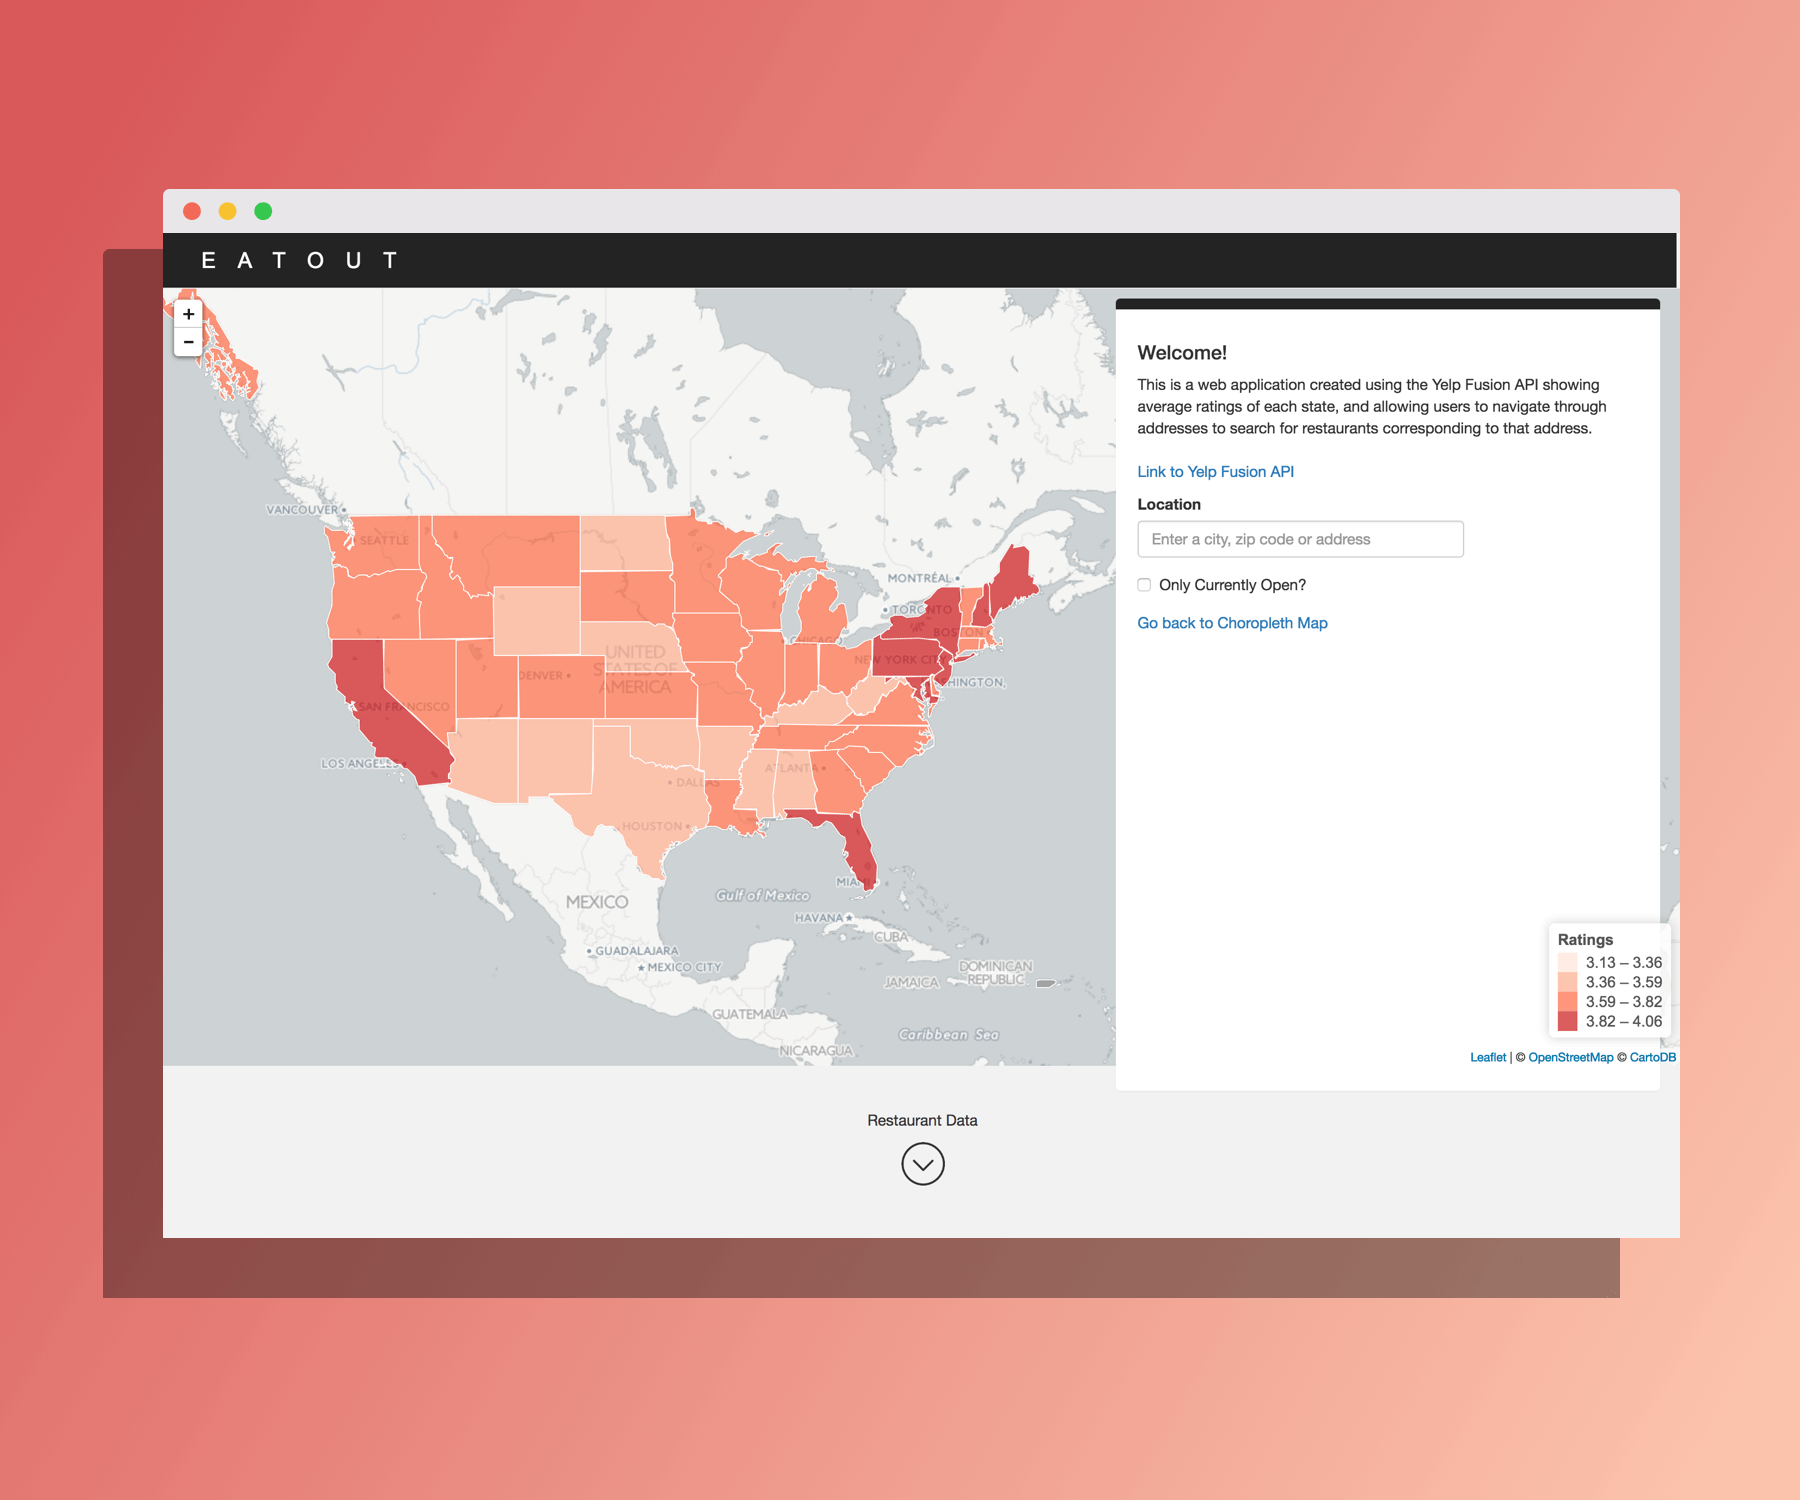 EATOUT
+
−
Welcome!
This is a web application created using the Yelp Fusion API showing
average ratings of each state, and allowing users to navigate through
addresses to search for restaurants corresponding to that address.
Link to Yelp Fusion API
Location
Enter a city, zip code or address
Only Currently Open?
Go back to Choropleth Map
VANCOUVER
SEATTLE
MONTRÉAL
TORONTO
BOSTON
CHICAGO
NEW YORK CITY
UNITED
STATES OF
AMERICA
DENVER
SHINGTON,
SAN FRANCISCO
LOS ANGELES
ATLANTA
DALLAS
HOUSTON
MIAMI
Gulf of Mexico
MEXICO
HAVANA
CUBA
GUADALAJARA
MEXICO CITY
DOMINICAN
REPUBLIC
JAMAICA
GUATEMALA
Caribbean Sea
NICARAGUA
Ratings
3.13 – 3.36
3.36 – 3.59
3.59 – 3.82
3.82 – 4.06
Leaflet | © OpenStreetMap © CartoDB
Restaurant Data